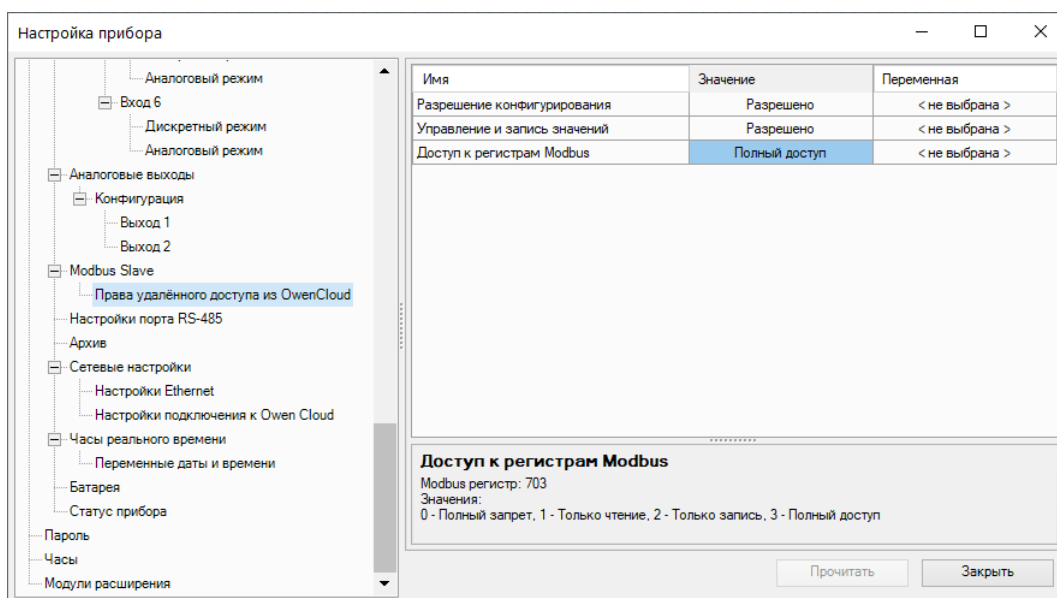 Настройка прибора
Аналоговый режим
Вход 6
Дискретный режим
Аналоговый режим
Аналоговые выходы
Конфигурация
Выход 1
Выход 2
Modbus Slave
Права удалённого доступа из OwenCloud
Настройки порта RS-485
Архив
Сетевые настройки
Настройки Ethernet
Настройки подключения к Owen Cloud
Часы реального времени
Переменные даты и времени
Батарея
Статус прибора
Пароль
Часы
Модули расширения
Имя Значение Переменная
Разрешение конфигурирования Разрешено < не выбрана >
Управление и запись значений Разрешено < не выбрана >
Доступ к регистрам Modbus Полный доступ < не выбрана >
Доступ к регистрам Modbus
Modbus регистр: 703
Значения:
0 - Полный запрет, 1 - Только чтение, 2 - Только запись, 3 - Полный доступ
Прочитать Закрыть